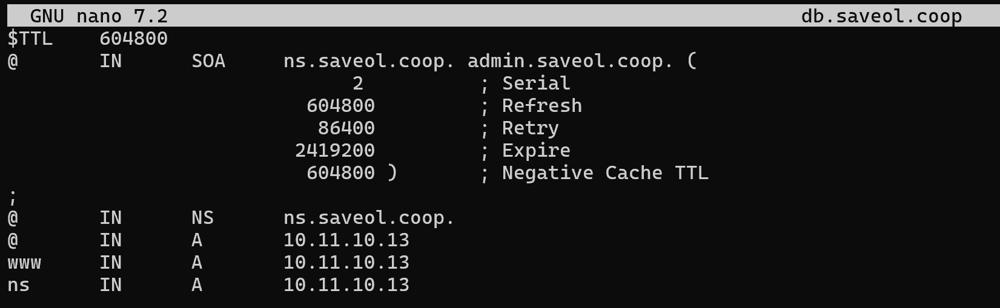 GNU nano 7.2 db.saveol.coop
$TTL 604800
@ IN SOA ns.saveol.coop. admin.saveol.coop. (
2 ; Serial
604800 ; Refresh
86400 ; Retry
2419200 ; Expire
604800 ) ; Negative Cache TTL
;
@ IN NS ns.saveol.coop.
@ IN A 10.11.10.13
www IN A 10.11.10.13
ns IN A 10.11.10.13